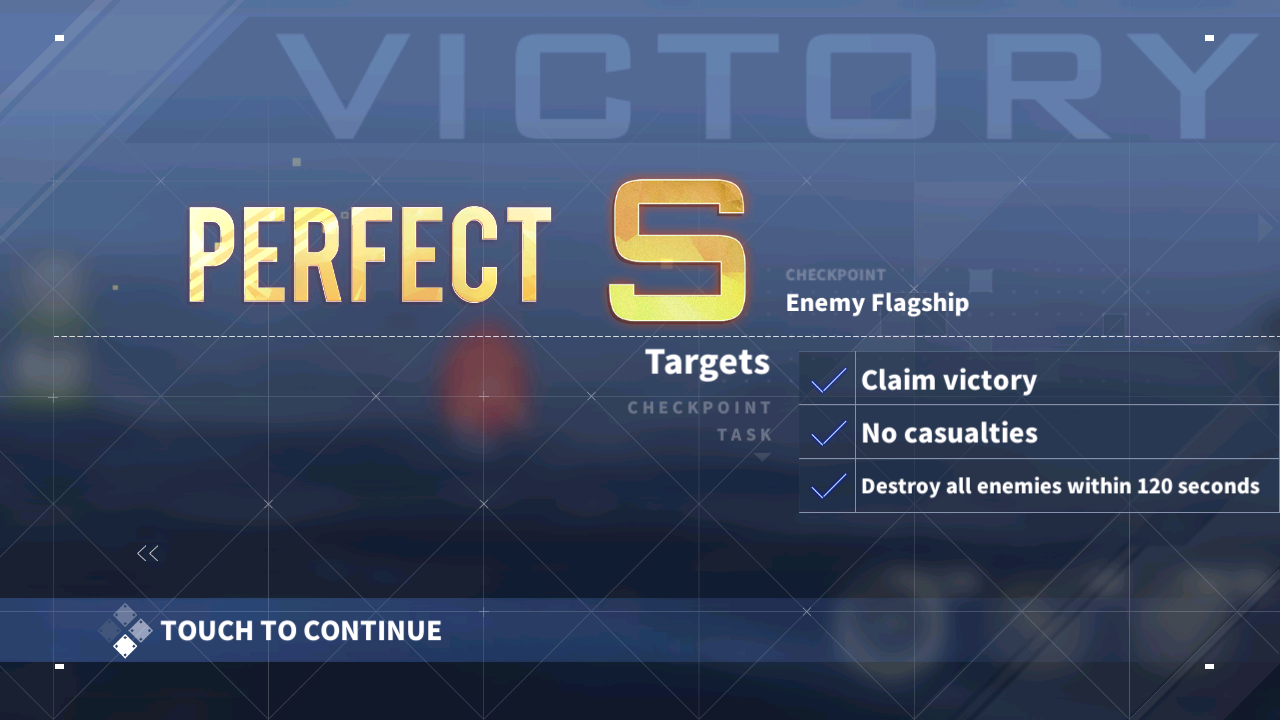 VICTORY
PERFECT S
CHECKPOINT
Enemy Flagship
Targets
CHECKPOINT
TASK
Claim victory
No casualties
Destroy all enemies within 120 seconds
TOUCH TO CONTINUE